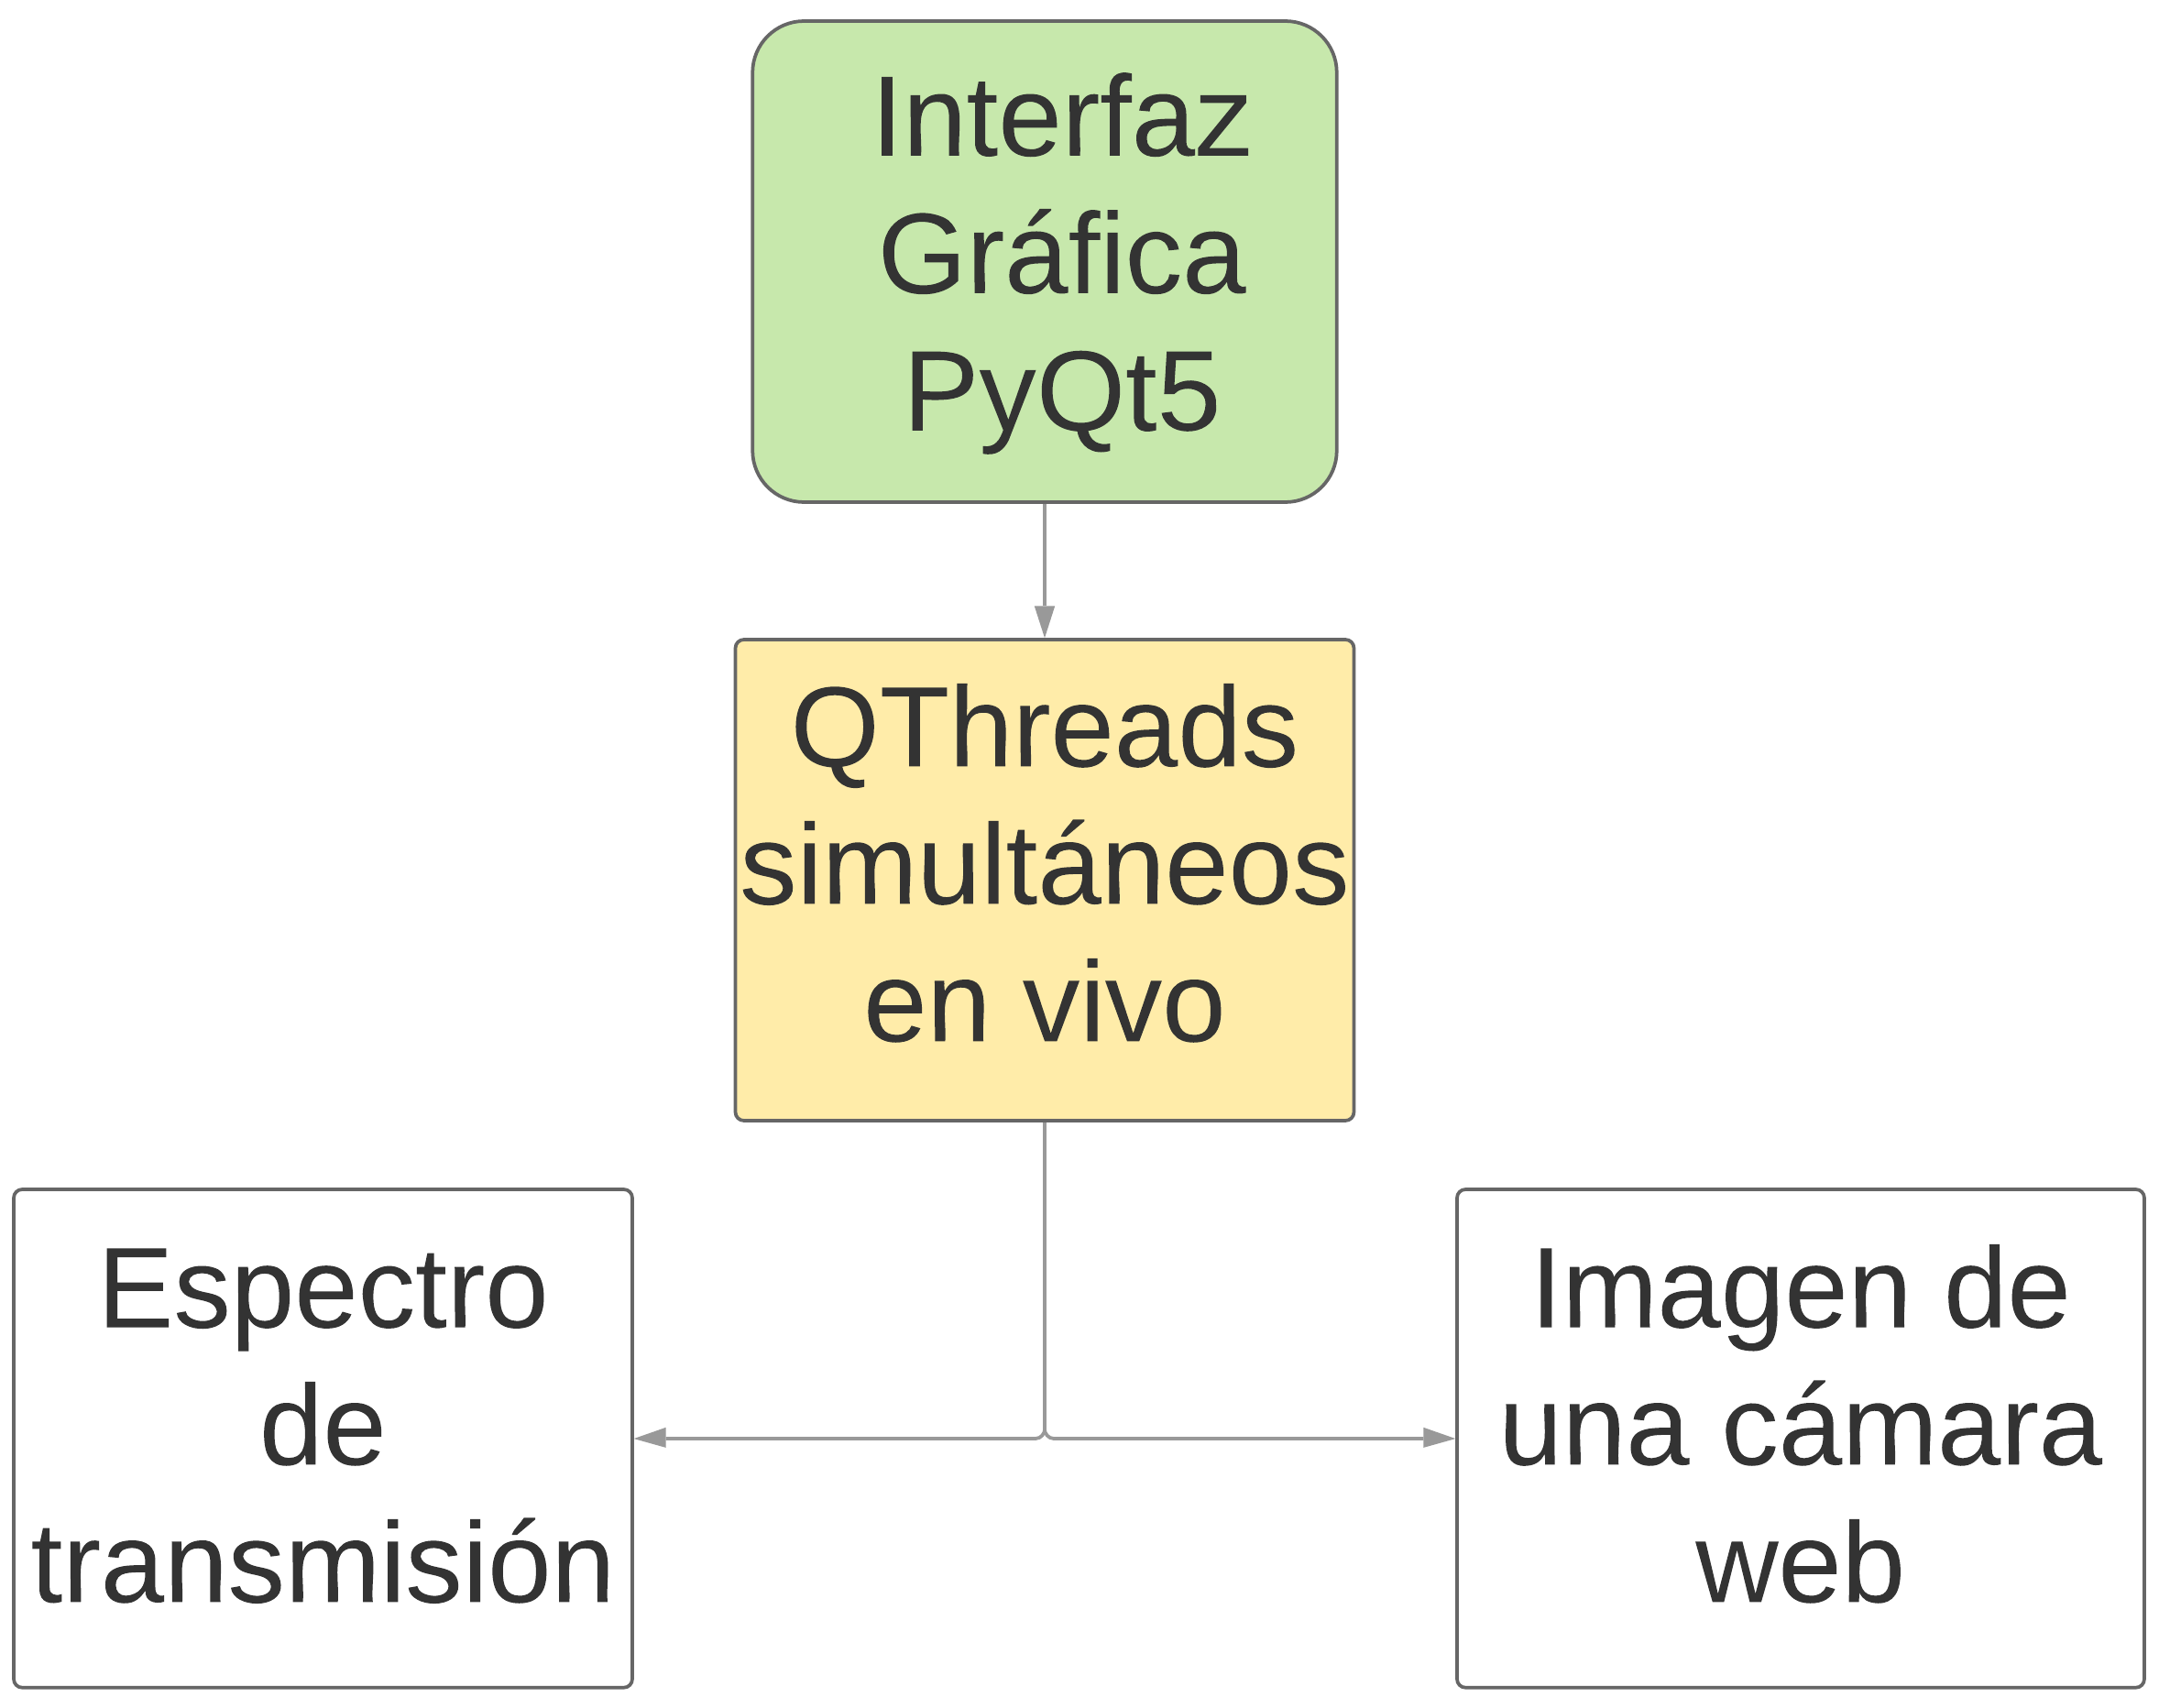 Interfaz
Gráfica
PyQt5
QThreads
simultáneos
en vivo
Espectro
de
transmisión
Imagen de
una cámara
web